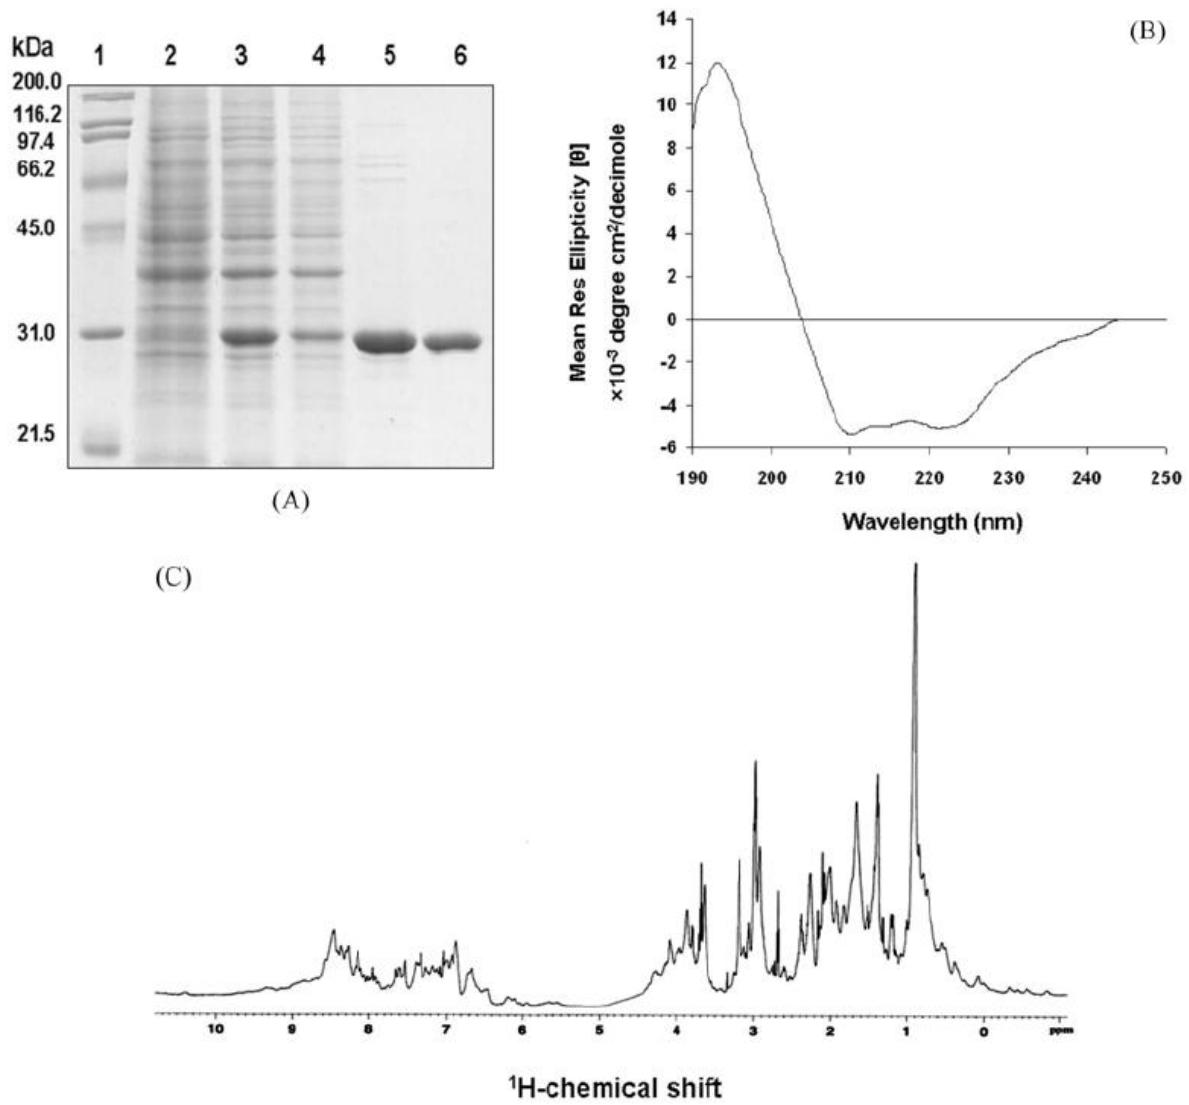 kDa 1 2 3 4 5 6
200.0
116.2
97.4
66.2
45.0
31.0
21.5
(A)
(B)
Mean Res Ellipticity [θ]
×10⁻³ degree cm²/decimole
14
12
10
8
6
4
2
0
-2
-4
-6
190 200 210 220 230 240 250
Wavelength (nm)
(C)
10 9 8 7 6 5 4 3 2 1 0 ppm
¹H-chemical shift